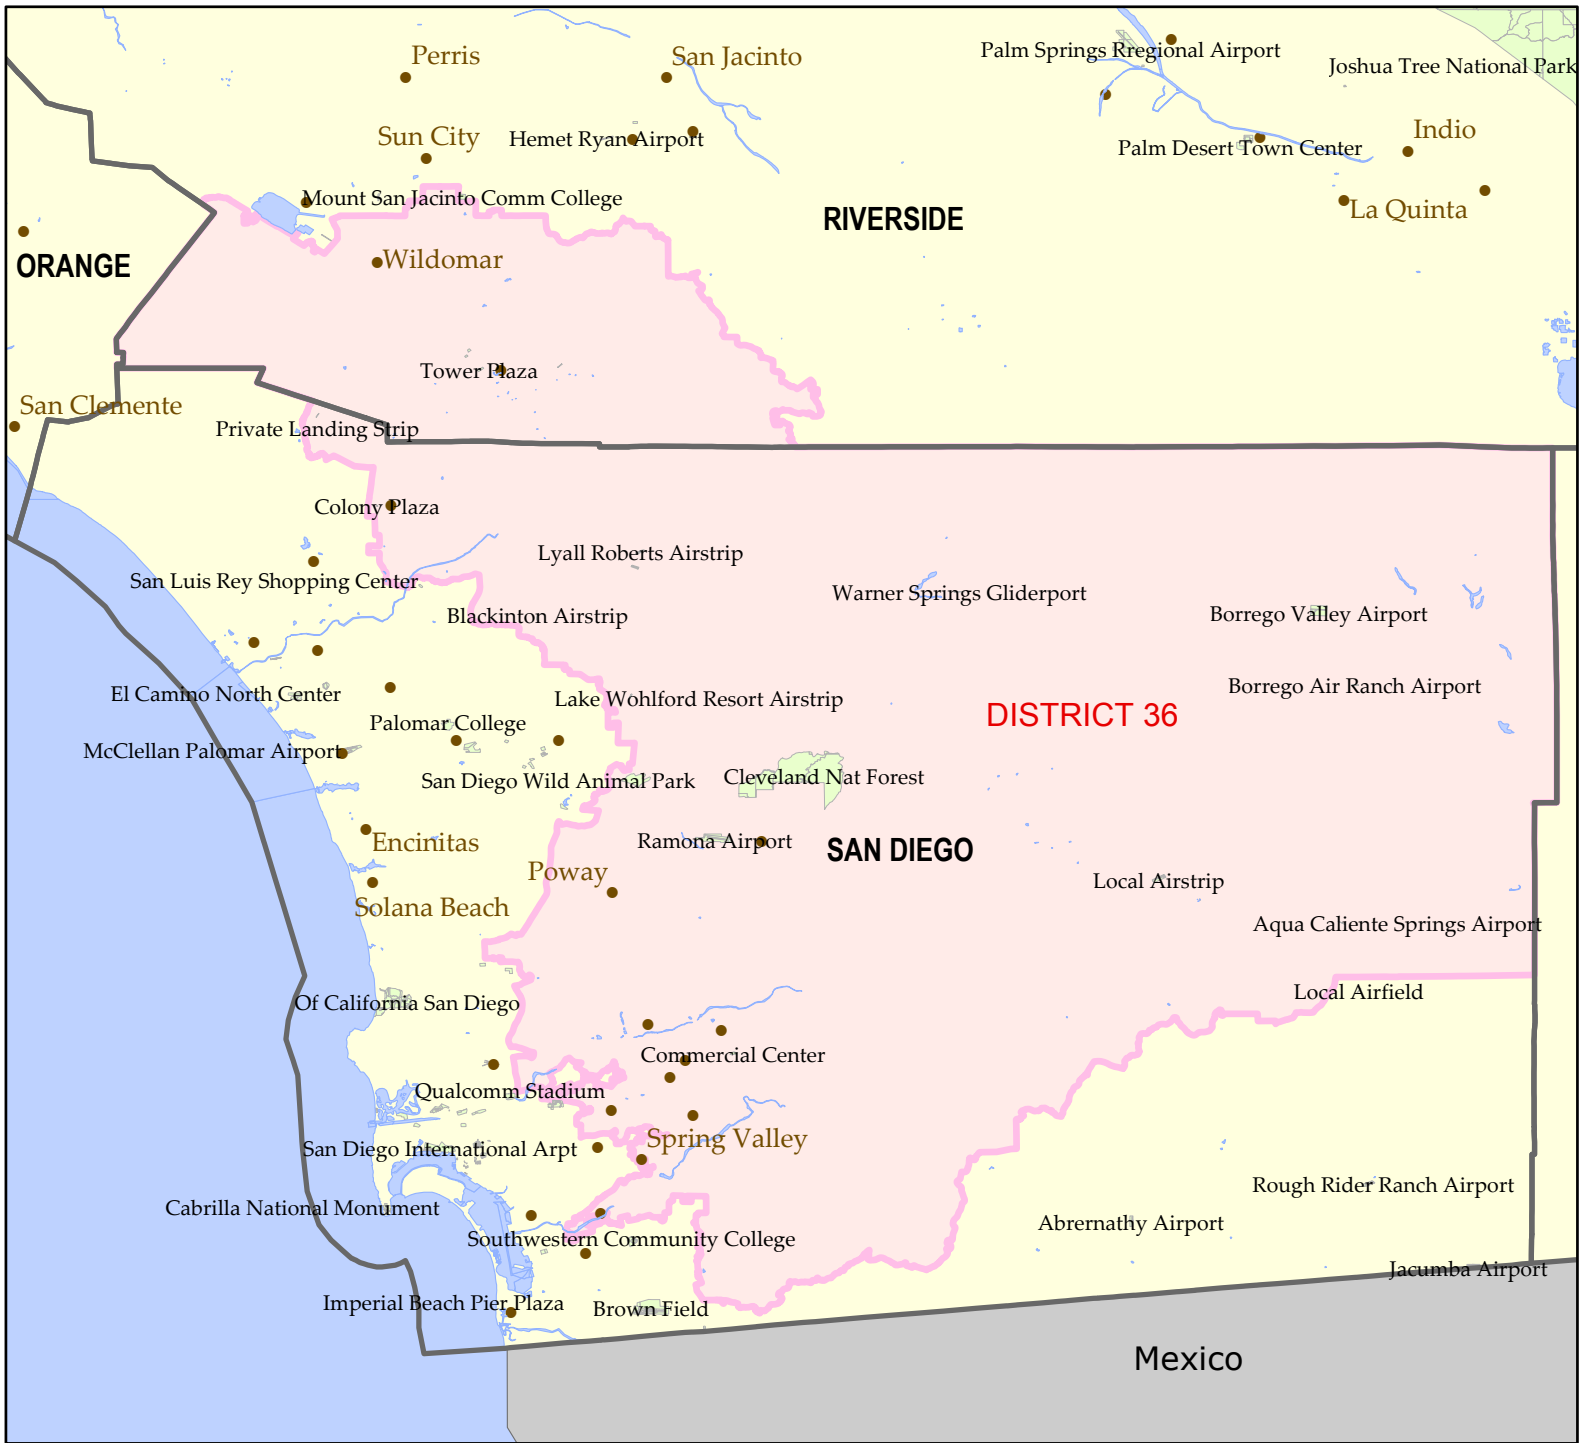 Palm Springs Rregional Airport
Perris
San Jacinto
Joshua Tree National Park
Sun City
Hemet Ryan Airport
Indio
Palm Desert Town Center
Mount San Jacinto Comm College
RIVERSIDE
La Quinta
ORANGE
Wildomar
Tower Plaza
San Clemente
Private Landing Strip
Colony Plaza
Lyall Roberts Airstrip
San Luis Rey Shopping Center
Warner Springs Gliderport
Blackinton Airstrip
Borrego Valley Airport
El Camino North Center
Lake Wohlford Resort Airstrip
Borrego Air Ranch Airport
DISTRICT 36
Palomar College
McClellan Palomar Airport
San Diego Wild Animal Park
Cleveland Nat Forest
Encinitas
Ramona Airport
SAN DIEGO
Poway
Local Airstrip
Solana Beach
Aqua Caliente Springs Airport
Local Airfield
Of California San Diego
Commercial Center
Qualcomm Stadium
Spring Valley
San Diego International Arpt
Rough Rider Ranch Airport
Cabrilla National Monument
Abrernathy Airport
Southwestern Community College
Jacumba Airport
Imperial Beach Pier Plaza
Brown Field
Mexico